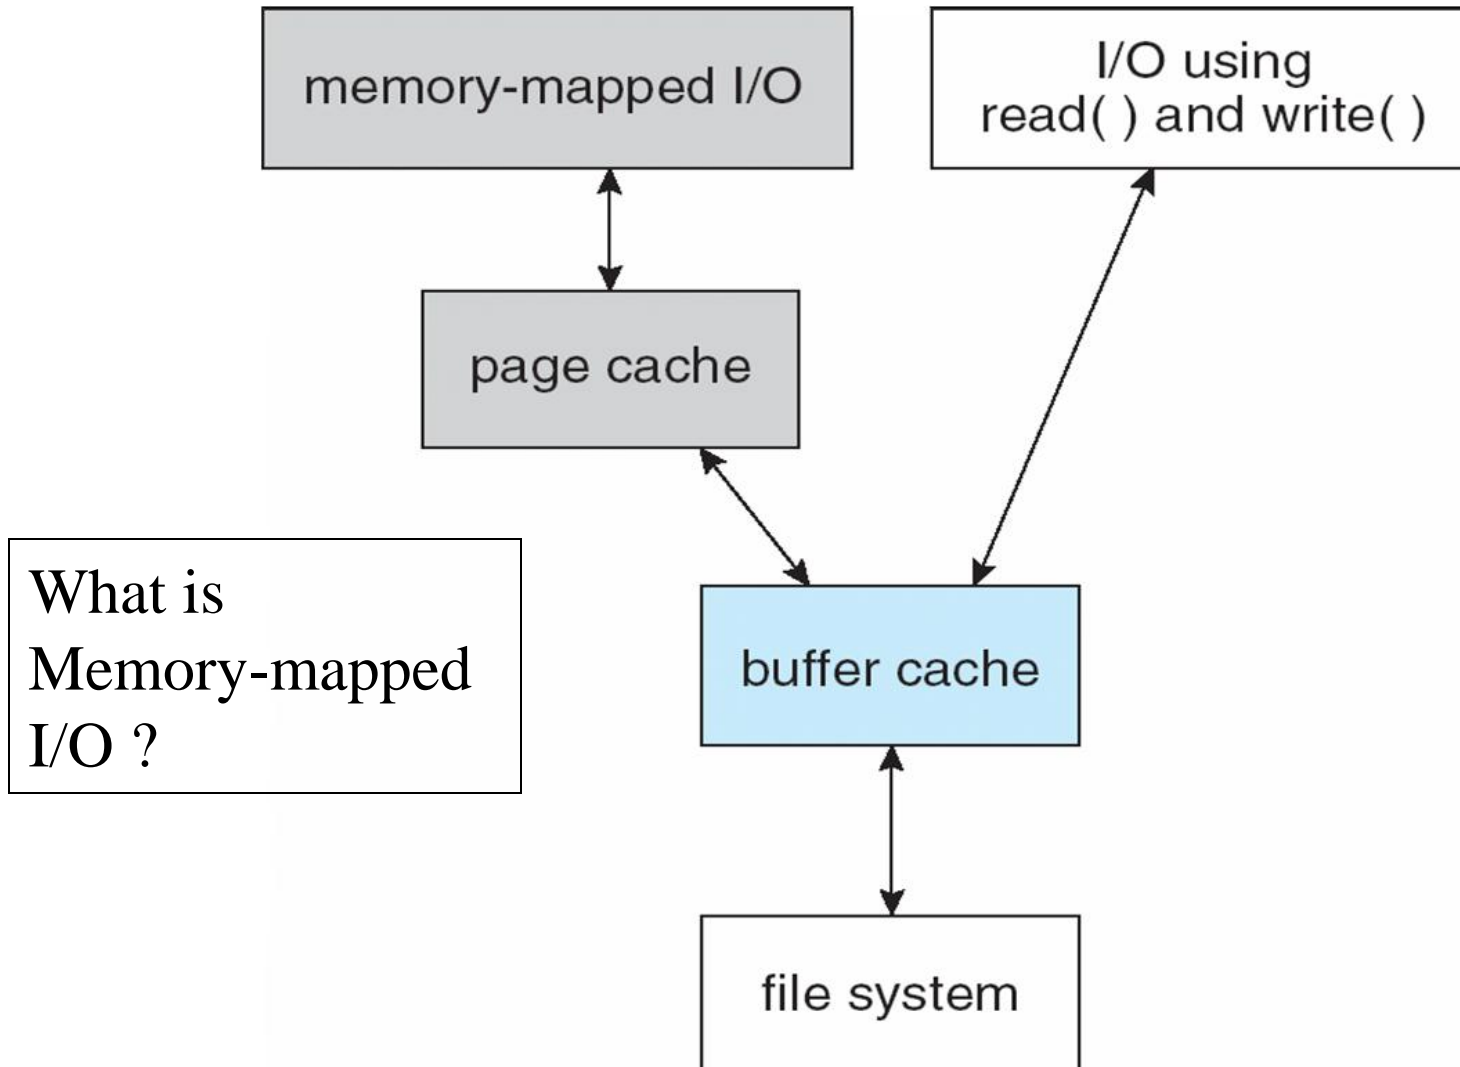 memory-mapped I/O
I/O using
read( ) and write( )
page cache
What is
Memory-mapped
I/O ?
buffer cache
file system